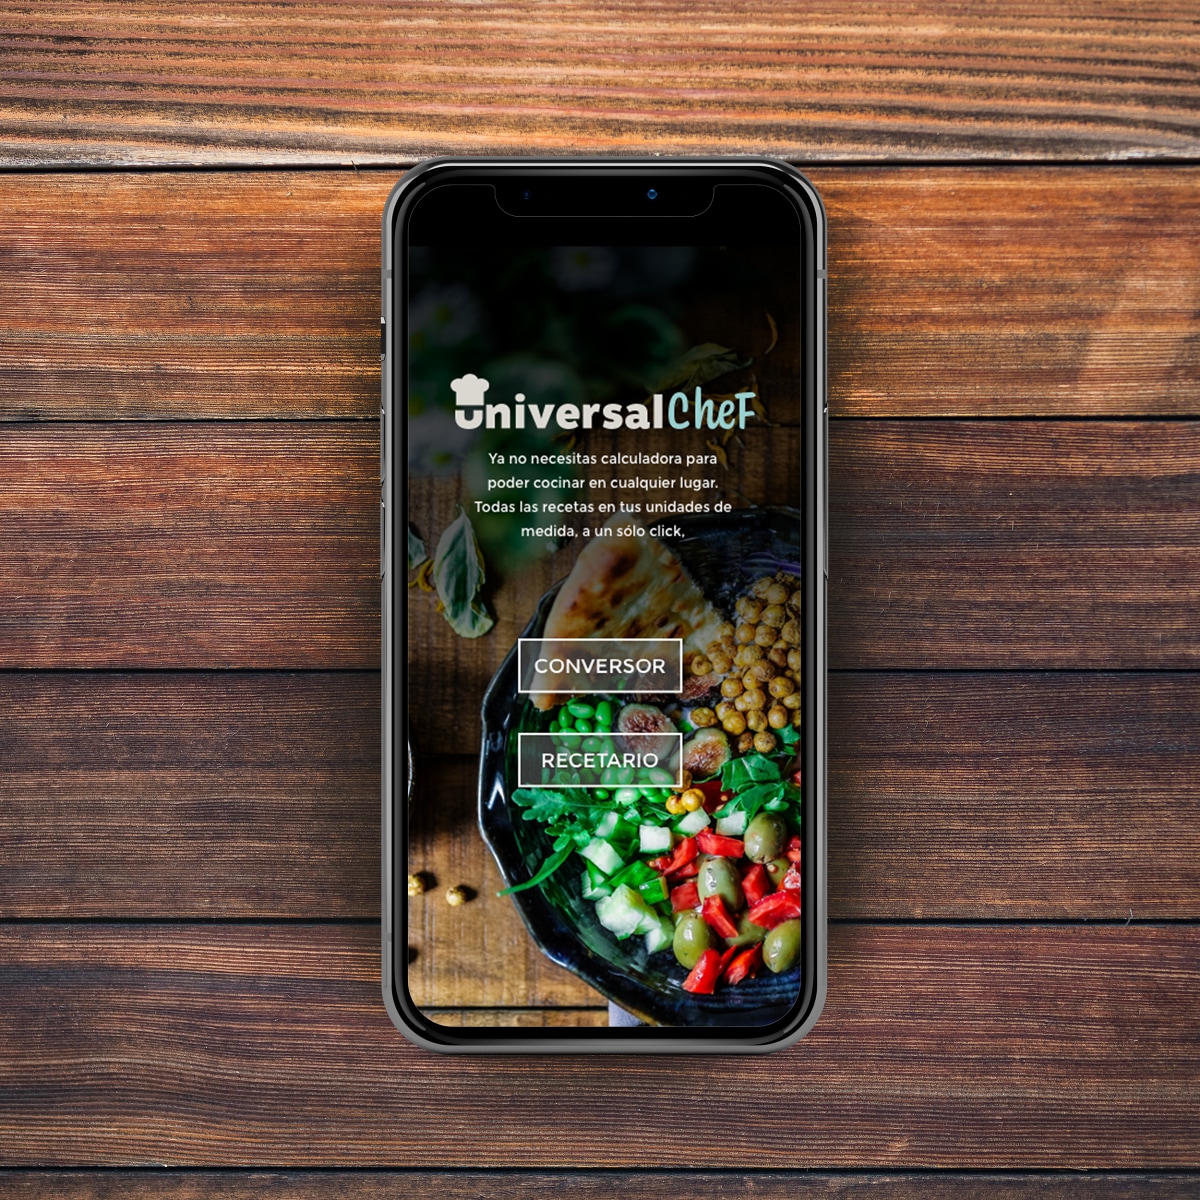 universalCheF
Ya no necesitas calculadora para
poder cocinar en cualquier lugar.
Todas las recetas en tus unidades de
medida, a un sólo click,
CONVERSOR
RECETARIO